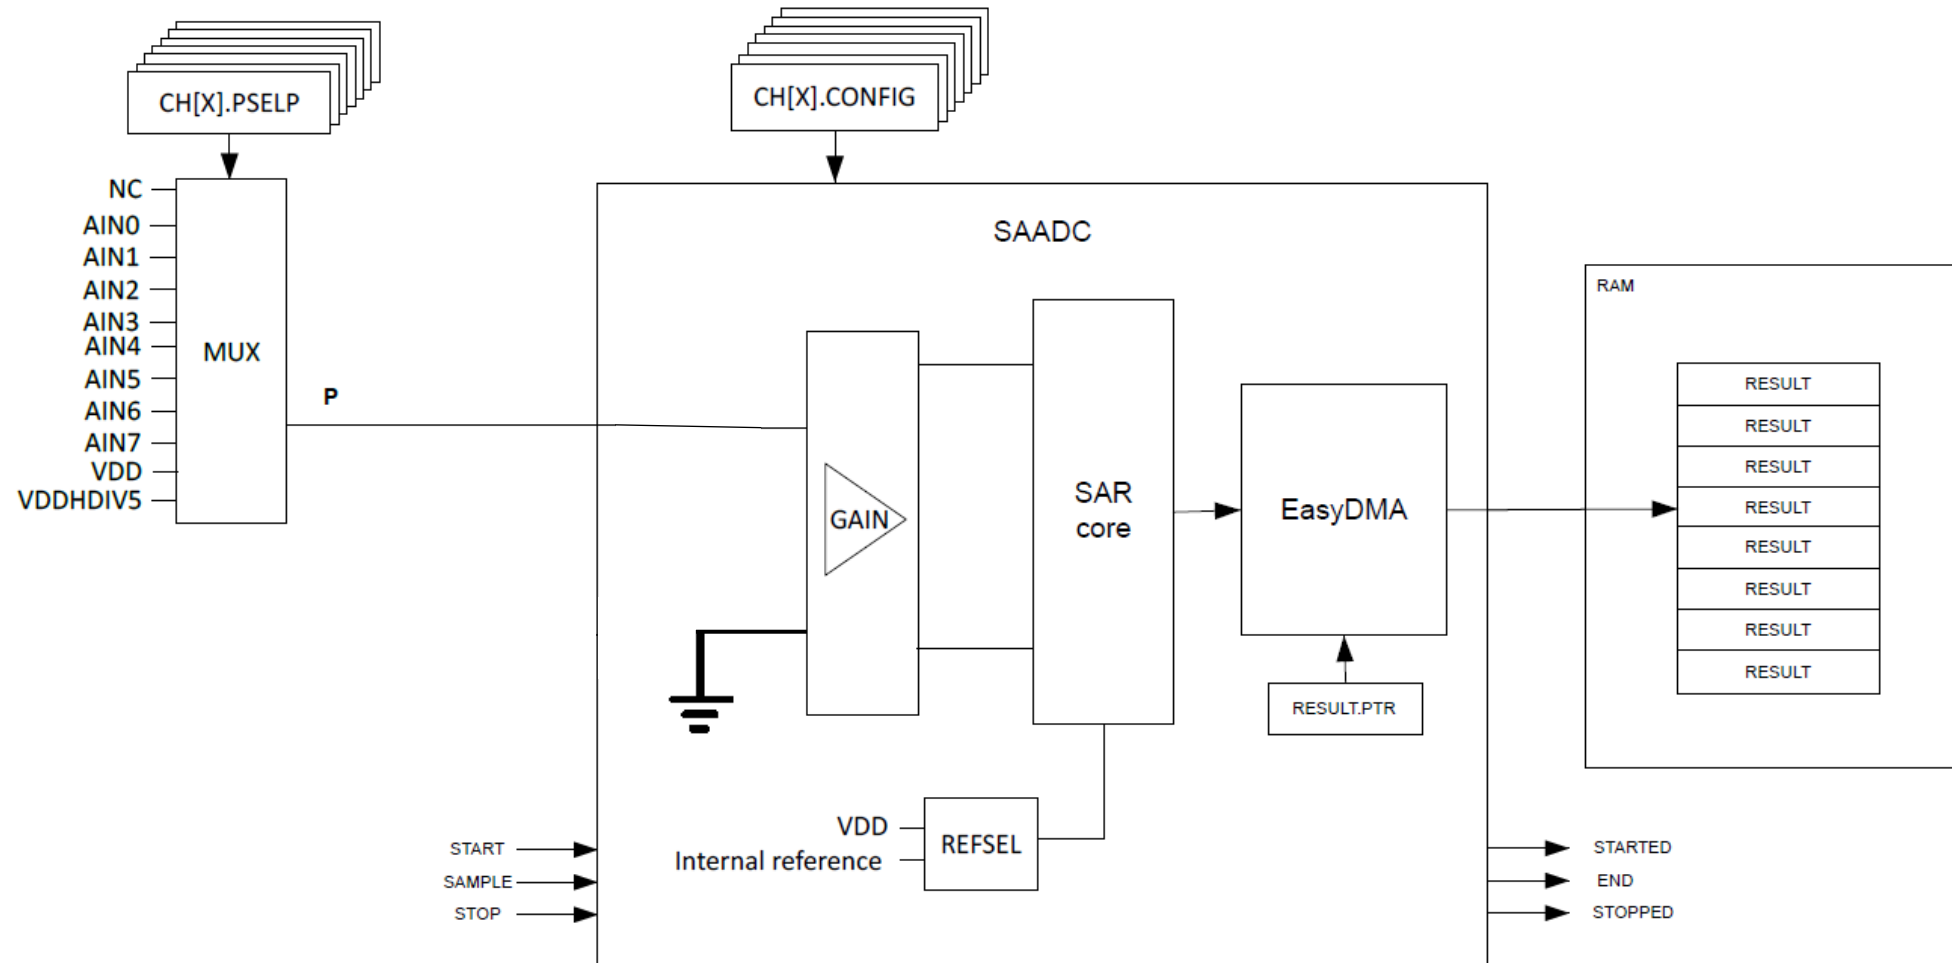 CH[X].PSELP
CH[X].CONFIG
NC
AIN0
AIN1
AIN2
AIN3
AIN4
AIN5
AIN6
AIN7
VDD
VDDHDIV5
MUX
P
SAADC
GAIN
SAR
core
EasyDMA
RESULT.PTR
RAM
RESULT
RESULT
RESULT
RESULT
RESULT
RESULT
RESULT
RESULT
VDD
Internal reference
REFSEL
START
SAMPLE
STOP
STARTED
END
STOPPED